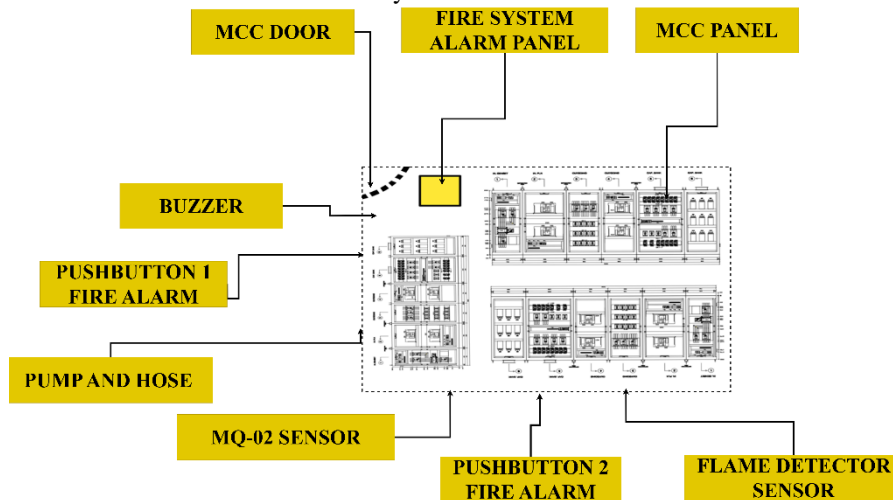 FIRE SYSTEM
ALARM PANEL
MCC DOOR
MCC PANEL
BUZZER
PUSHBUTTON 1
FIRE ALARM
PUMP AND HOSE
MQ-02 SENSOR
PUSHBUTTON 2
FIRE ALARM
FLAME DETECTOR
SENSOR